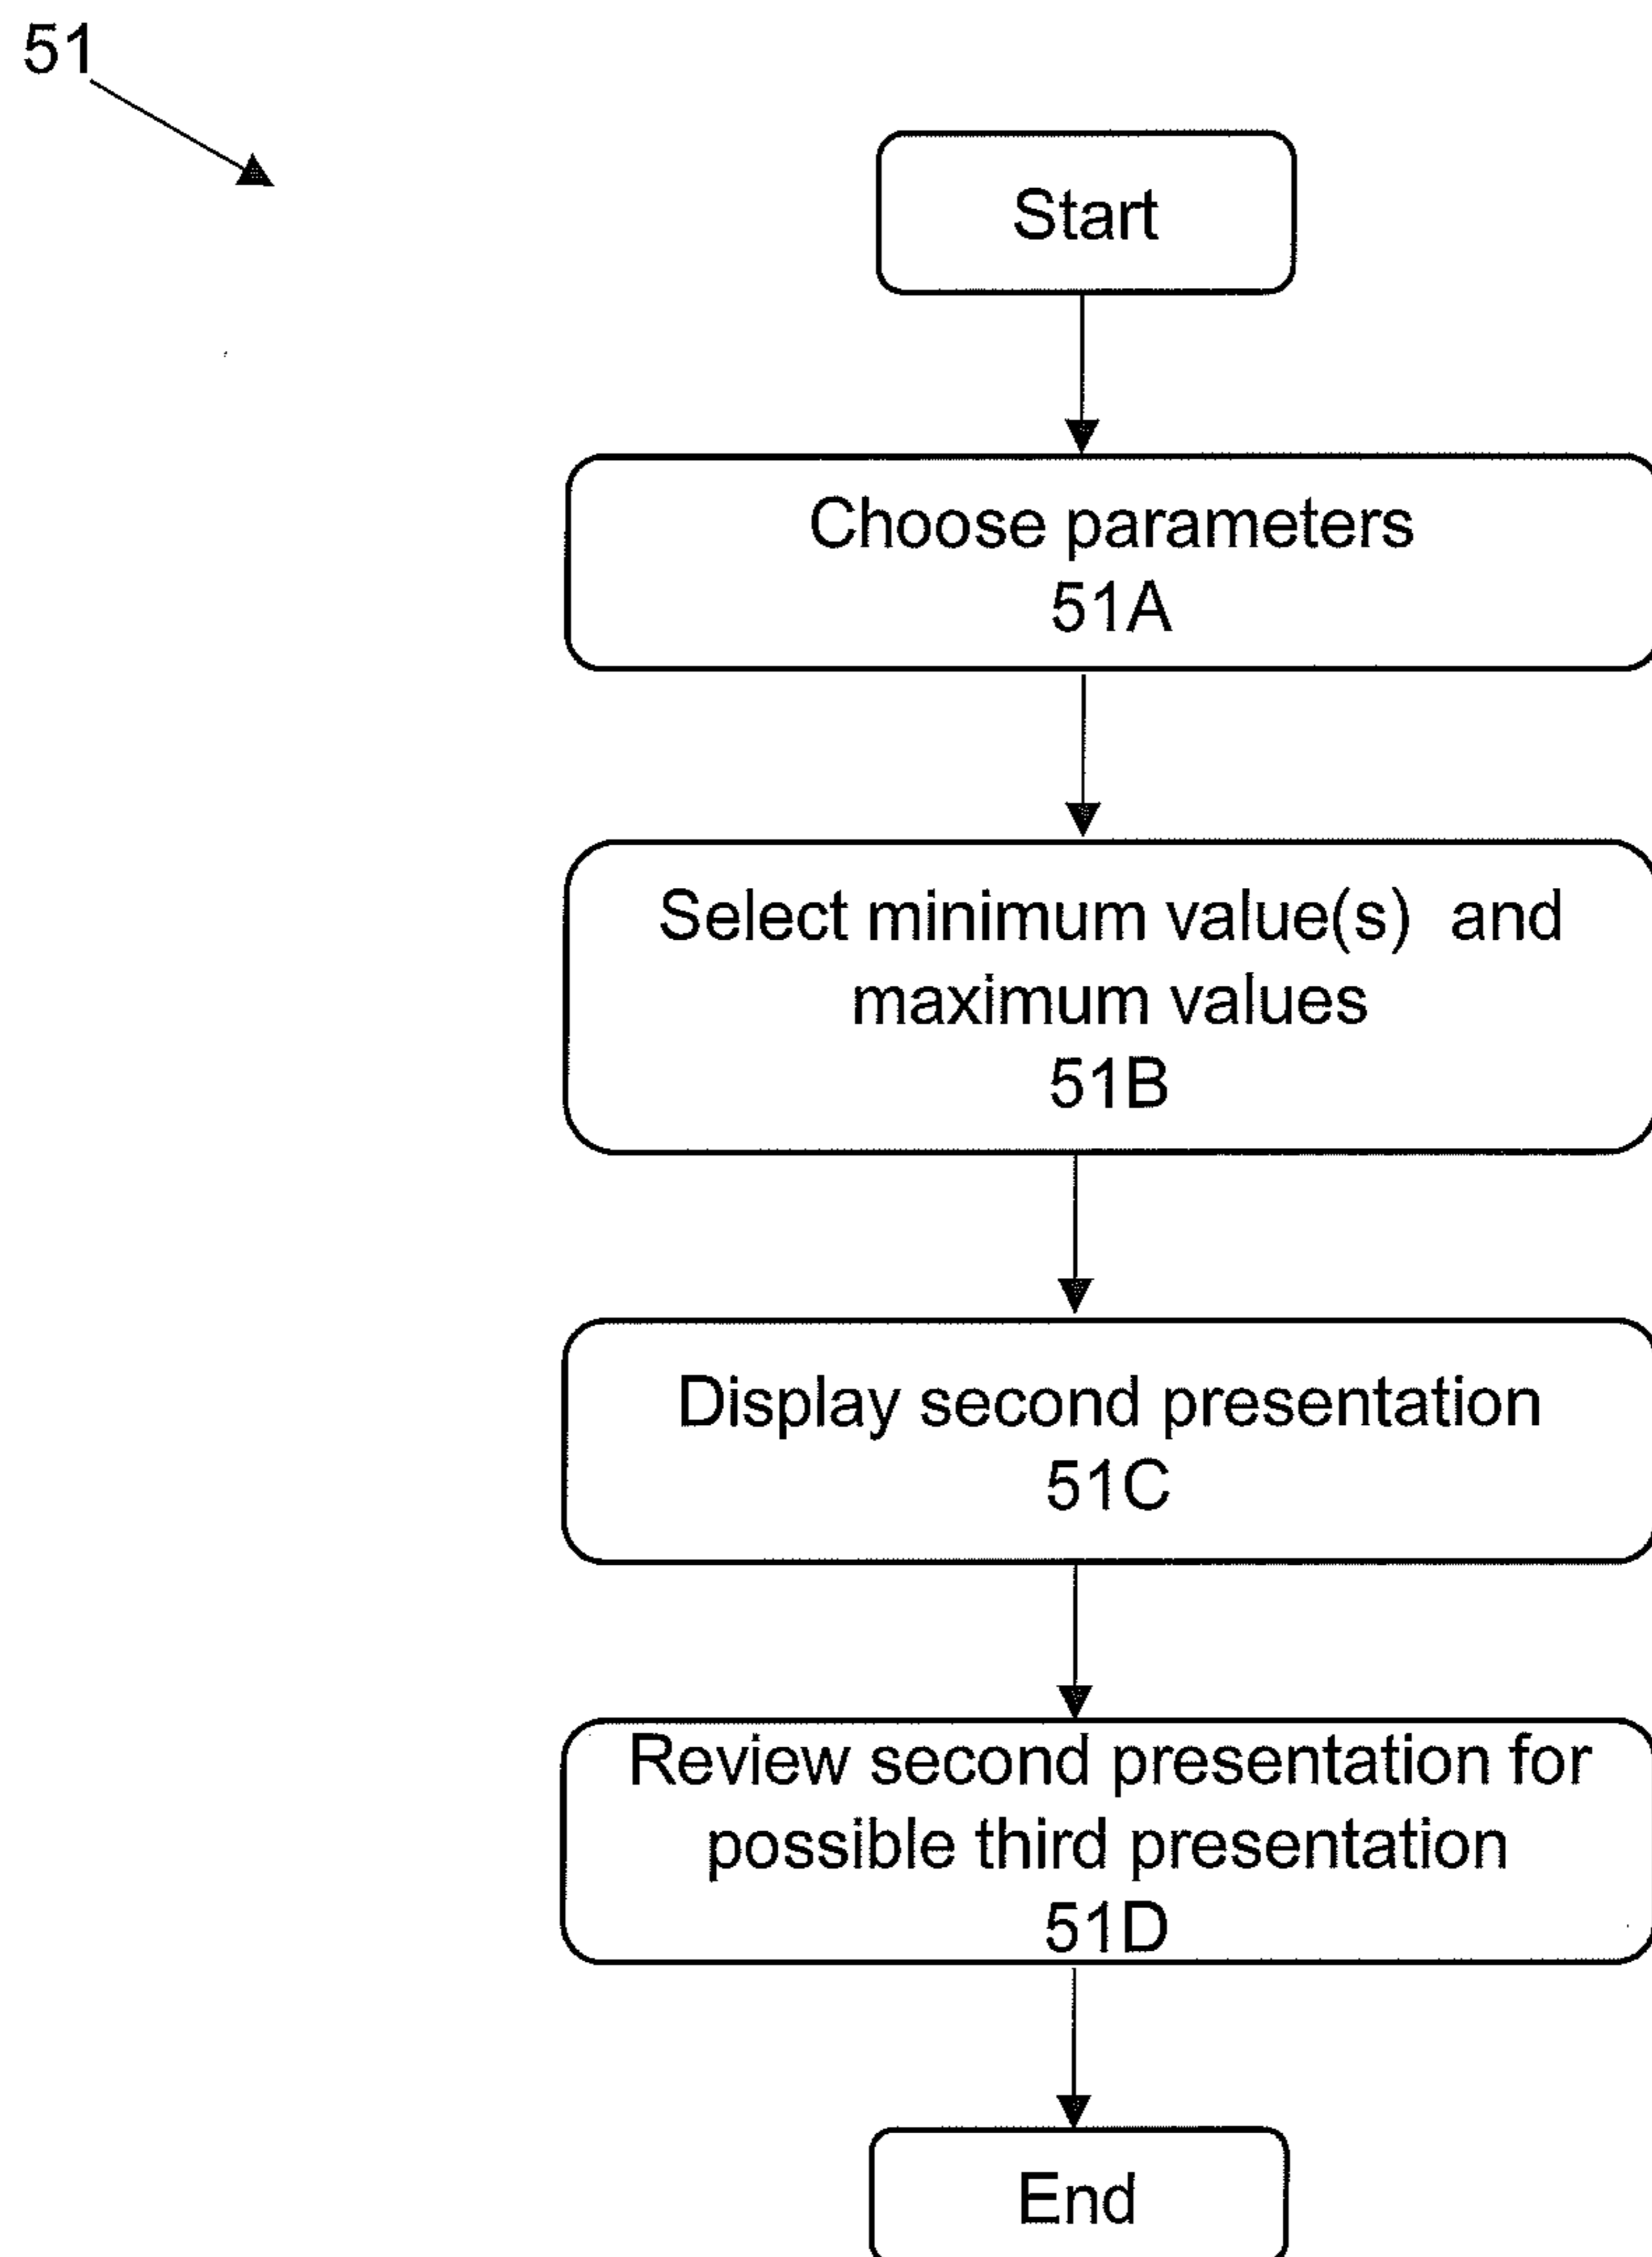 51
Start
Choose parameters
51A
Select minimum value(s) and
maximum values
51B
Display second presentation
51C
Review second presentation for
possible third presentation
51D
End